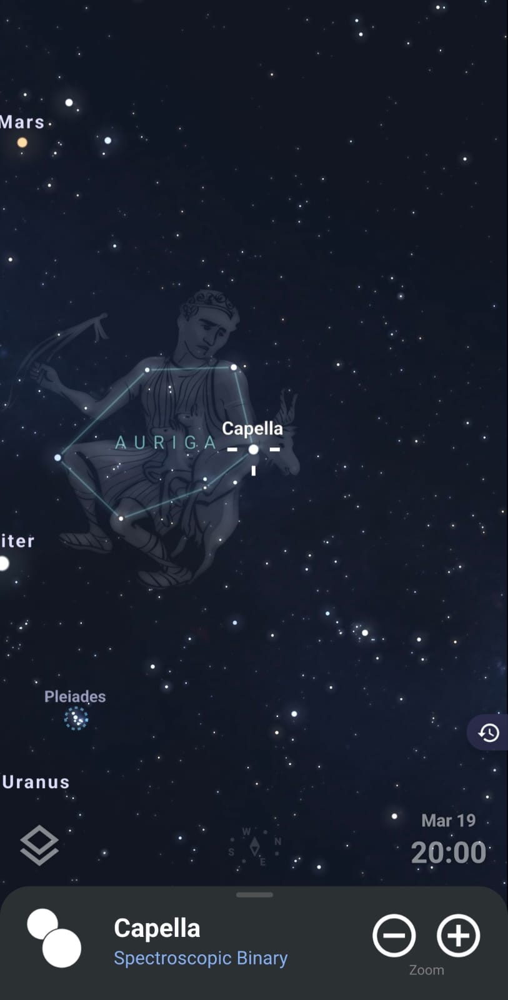 Mars
AURIGA
Capella
iter
Pleiades
Uranus
Mar 19
20:00
W
N
S
E
Capella
Spectroscopic Binary
Zoom